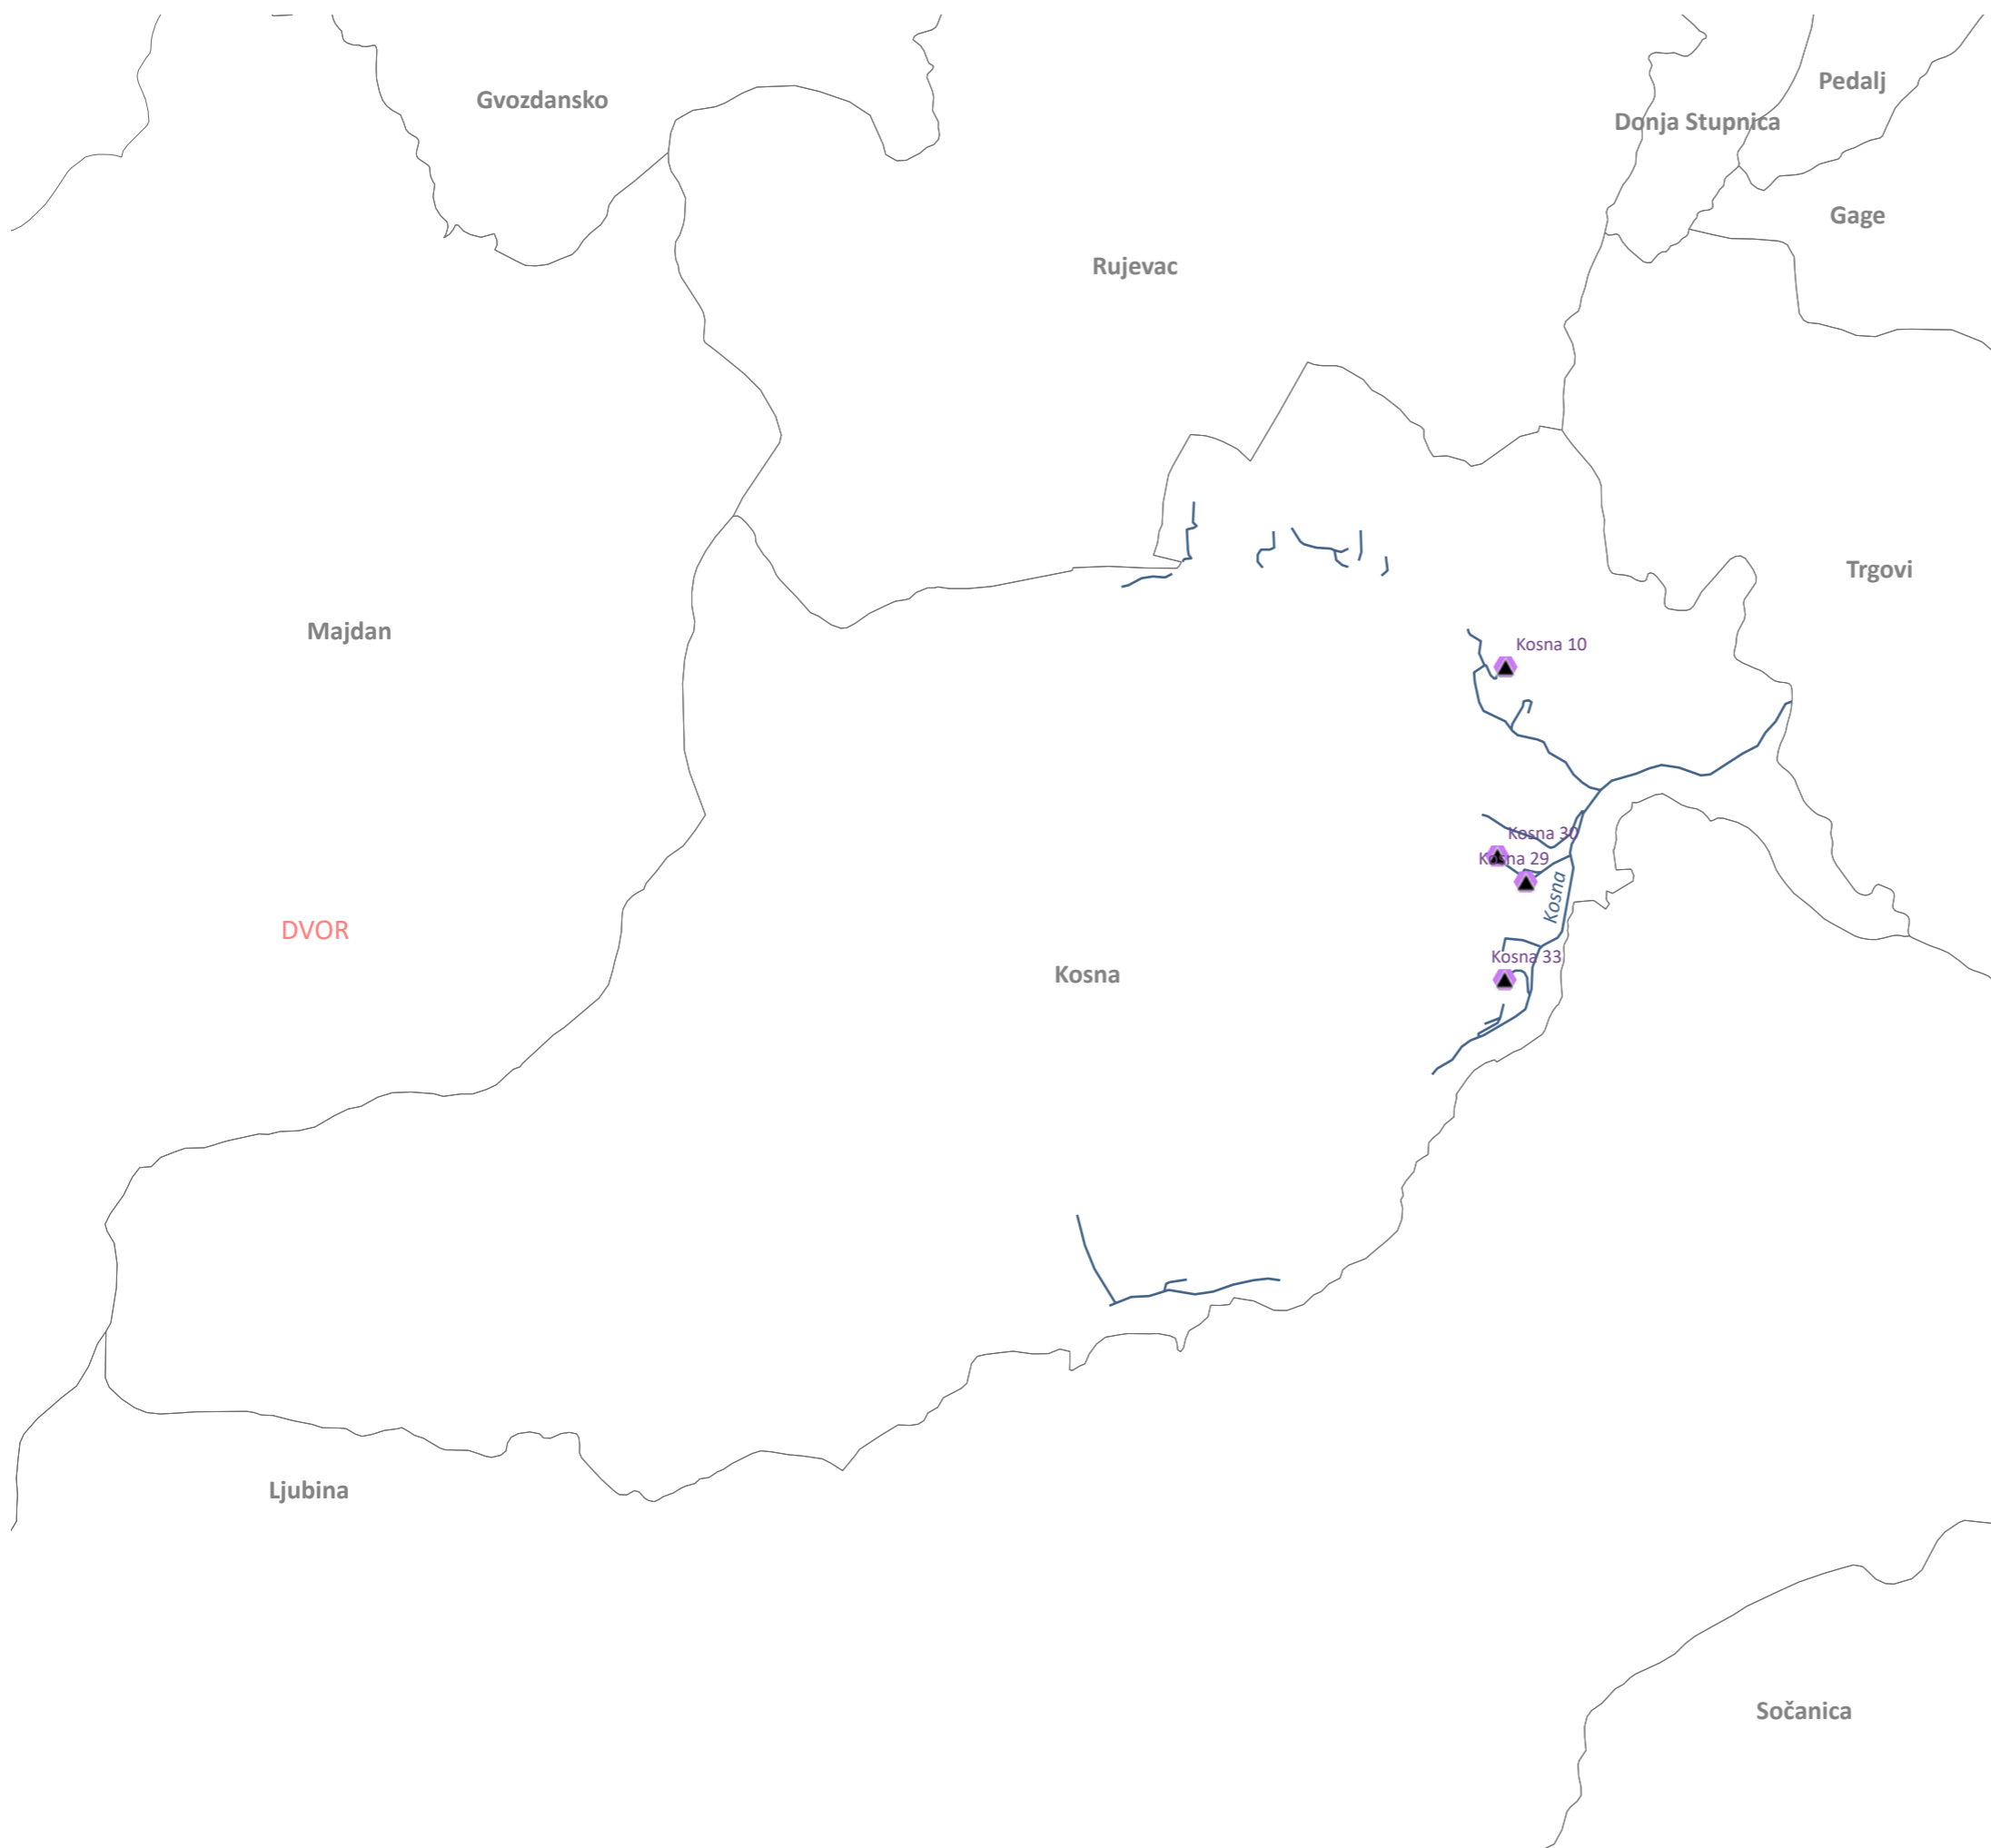 Pedalj
Gvozdansko
Donja Stupnica
Gage
Rujevac
Trgovi
Majdan
Kosna 10
Kosna 30
Kosna 29
Kosna
DVOR
Kosna 33
Kosna
Ljubina
Sočanica